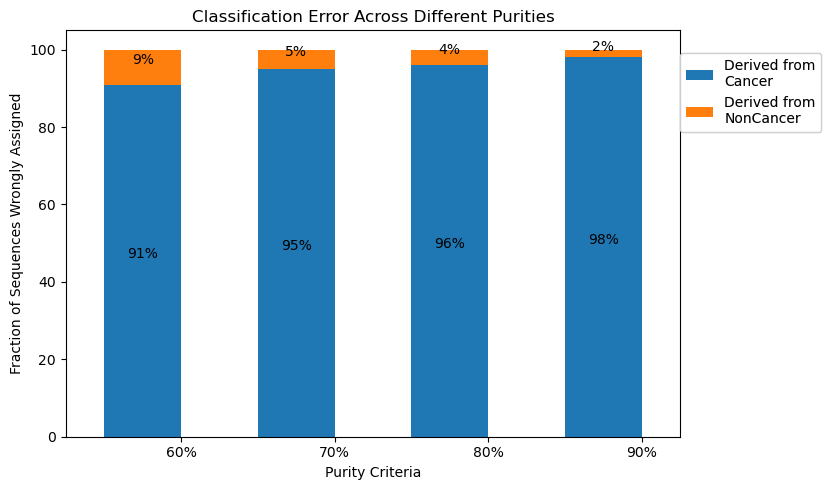 Classification Error Across Different Purities
Fraction of Sequences Wrongly Assigned
100
80
60
40
20
0
9%
5%
4%
2%
91%
95%
96%
98%
60%
70%
80%
90%
Purity Criteria
Derived from
Cancer
Derived from
NonCancer